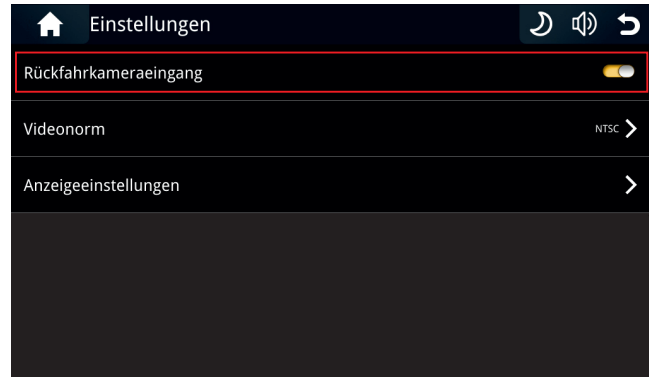 Einstellungen
Rückfahrkameraeingang
Videonorm NTSC
Anzeigeeinstellungen